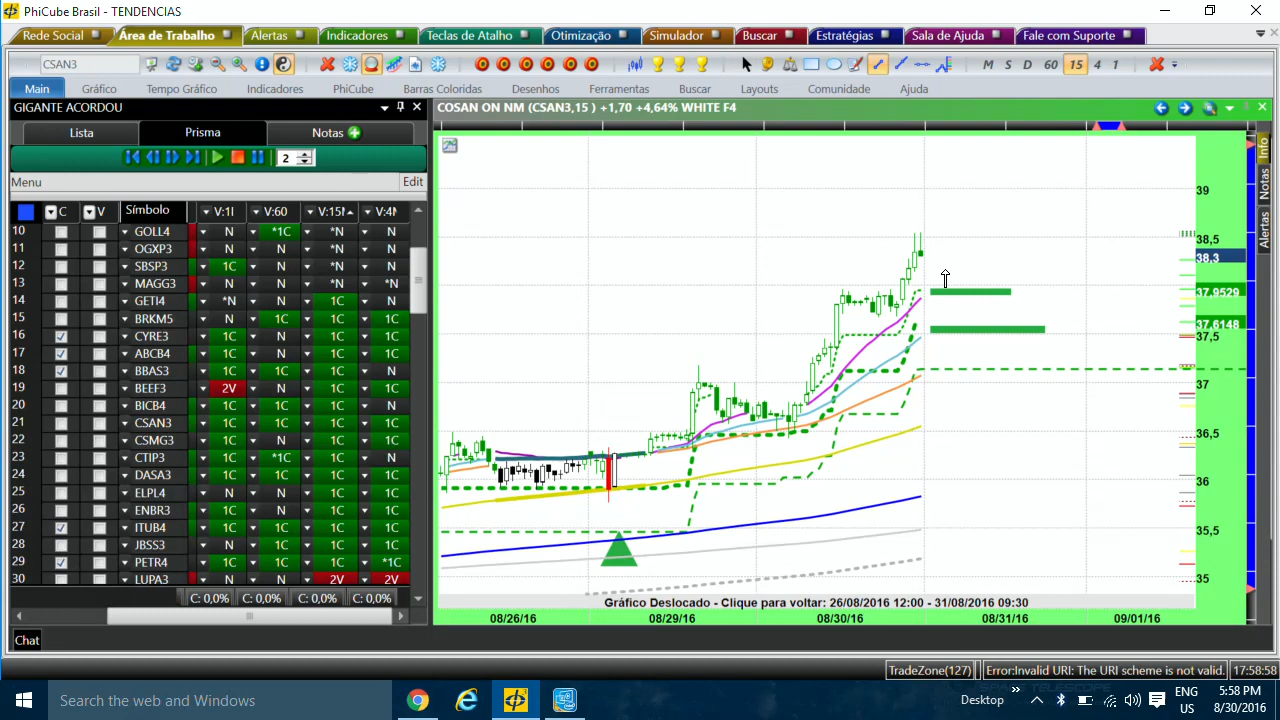 PhiCube Brasil - TENDENCIAS
Rede Social Área de Trabalho Alertas Indicadores Teclas de Atalho Otimização Simulador Buscar Estratégias Sala de Ajuda Fale com Suporte
CSAN3 M S D 60 15 4 1
Main Gráfico Tempo Gráfico Indicadores PhiCube Barras Coloridas Desenhos Ferramentas Buscar Layouts Comunidade Ajuda
GIGANTE ACORDOU
COSAN ON NM (CSAN3,15 ) +1,70 +4,64% WHITE F4
Lista Prisma Notas
2
Menu Edit
C V Símbolo V:1I V:60 V:15M V:4M
10 GOLL4 N *1C *N N
11 OGXP3 N N *N N
12 SBSP3 1C N *N N
13 MAGG3 N N *N *N
14 GETI4 *N N 1C N
15 BRKM5 N 1C 1C N
16 CYRE3 1C N 1C 1C
17 ABCB4 1C N 1C 1C
18 BBAS3 1C 1C 1C N
19 BEEF3 2V N 1C 1C
20 BICB4 1C 1C 1C N
21 CZAN3 1C 1C 1C 1C
22 CSMG3 1C N 1C 1C
23 CTIP3 1C *1C 1C N
24 DASA3 1C N 1C 1C
25 ELPL4 N N 1C N
26 ENBR3 1C N 1C N
27 ITUB4 1C 1C 1C 1C
28 JBSS3 N 1C 1C 1C
29 PETR4 1C 1C 1C *1C
30 LUPA3 N N 2V 2V
C: 0,0% C: 0,0% C: 0,0% C: 0,0%
39
38,5
38,3
37,9529
37,6148
37,5
37
36,5
36
35,5
35
Info
Notas
Alertas
Gráfico Deslocado - Clique para voltar: 26/08/2016 12:00 - 31/08/2016 09:30
08/26/16 08/29/16 08/30/16 08/31/16 09/01/16
Chat
TradeZone(127) Error:Invalid URI: The URI scheme is not valid. 17:58:58
Search the web and Windows
Desktop
ENG
US
5:58 PM
8/30/2016